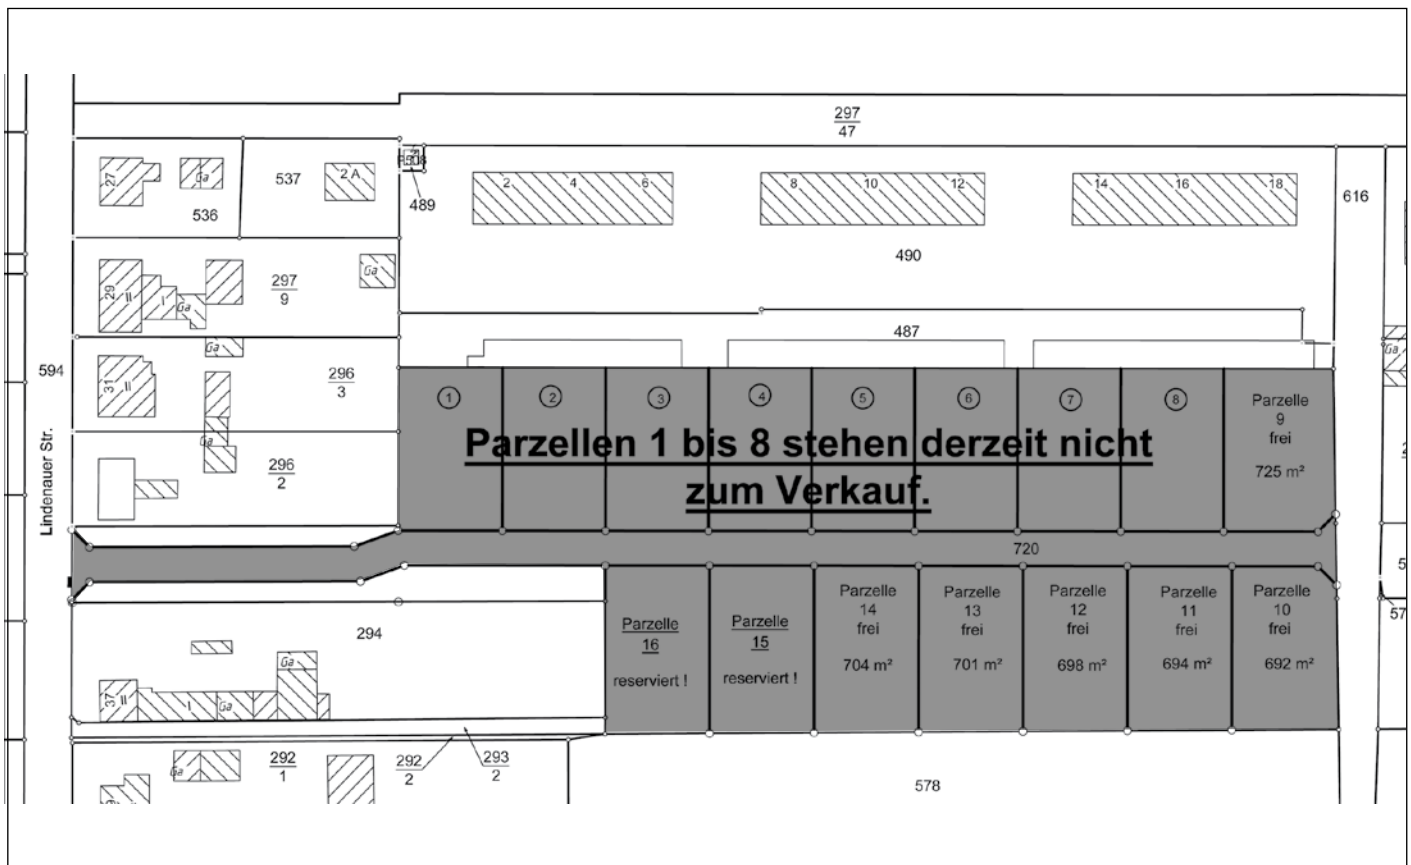 297
47
27
Ga
537
2 A
2
4
6
8
10
12
14
16
18
616
489
536
490
29
II
I
Ga
297
9
Ga
487
594
Ga
31
II
296
3
Ga
1
2
3
4
5
6
7
8
Parzelle
9
frei
725 m²
Ga
Lindenauer Str.
Parzellen 1 bis 8 stehen derzeit nicht
zum Verkauf.
296
2
720
294
Parzelle
16
reserviert !
Parzelle
15
reserviert !
Parzelle
14
frei
704 m²
Parzelle
13
frei
701 m²
Parzelle
12
frei
698 m²
Parzelle
11
frei
694 m²
Parzelle
10
frei
692 m²
57
Ga
37
II
I
Ga
Ga
292
1
292
2
293
2
578